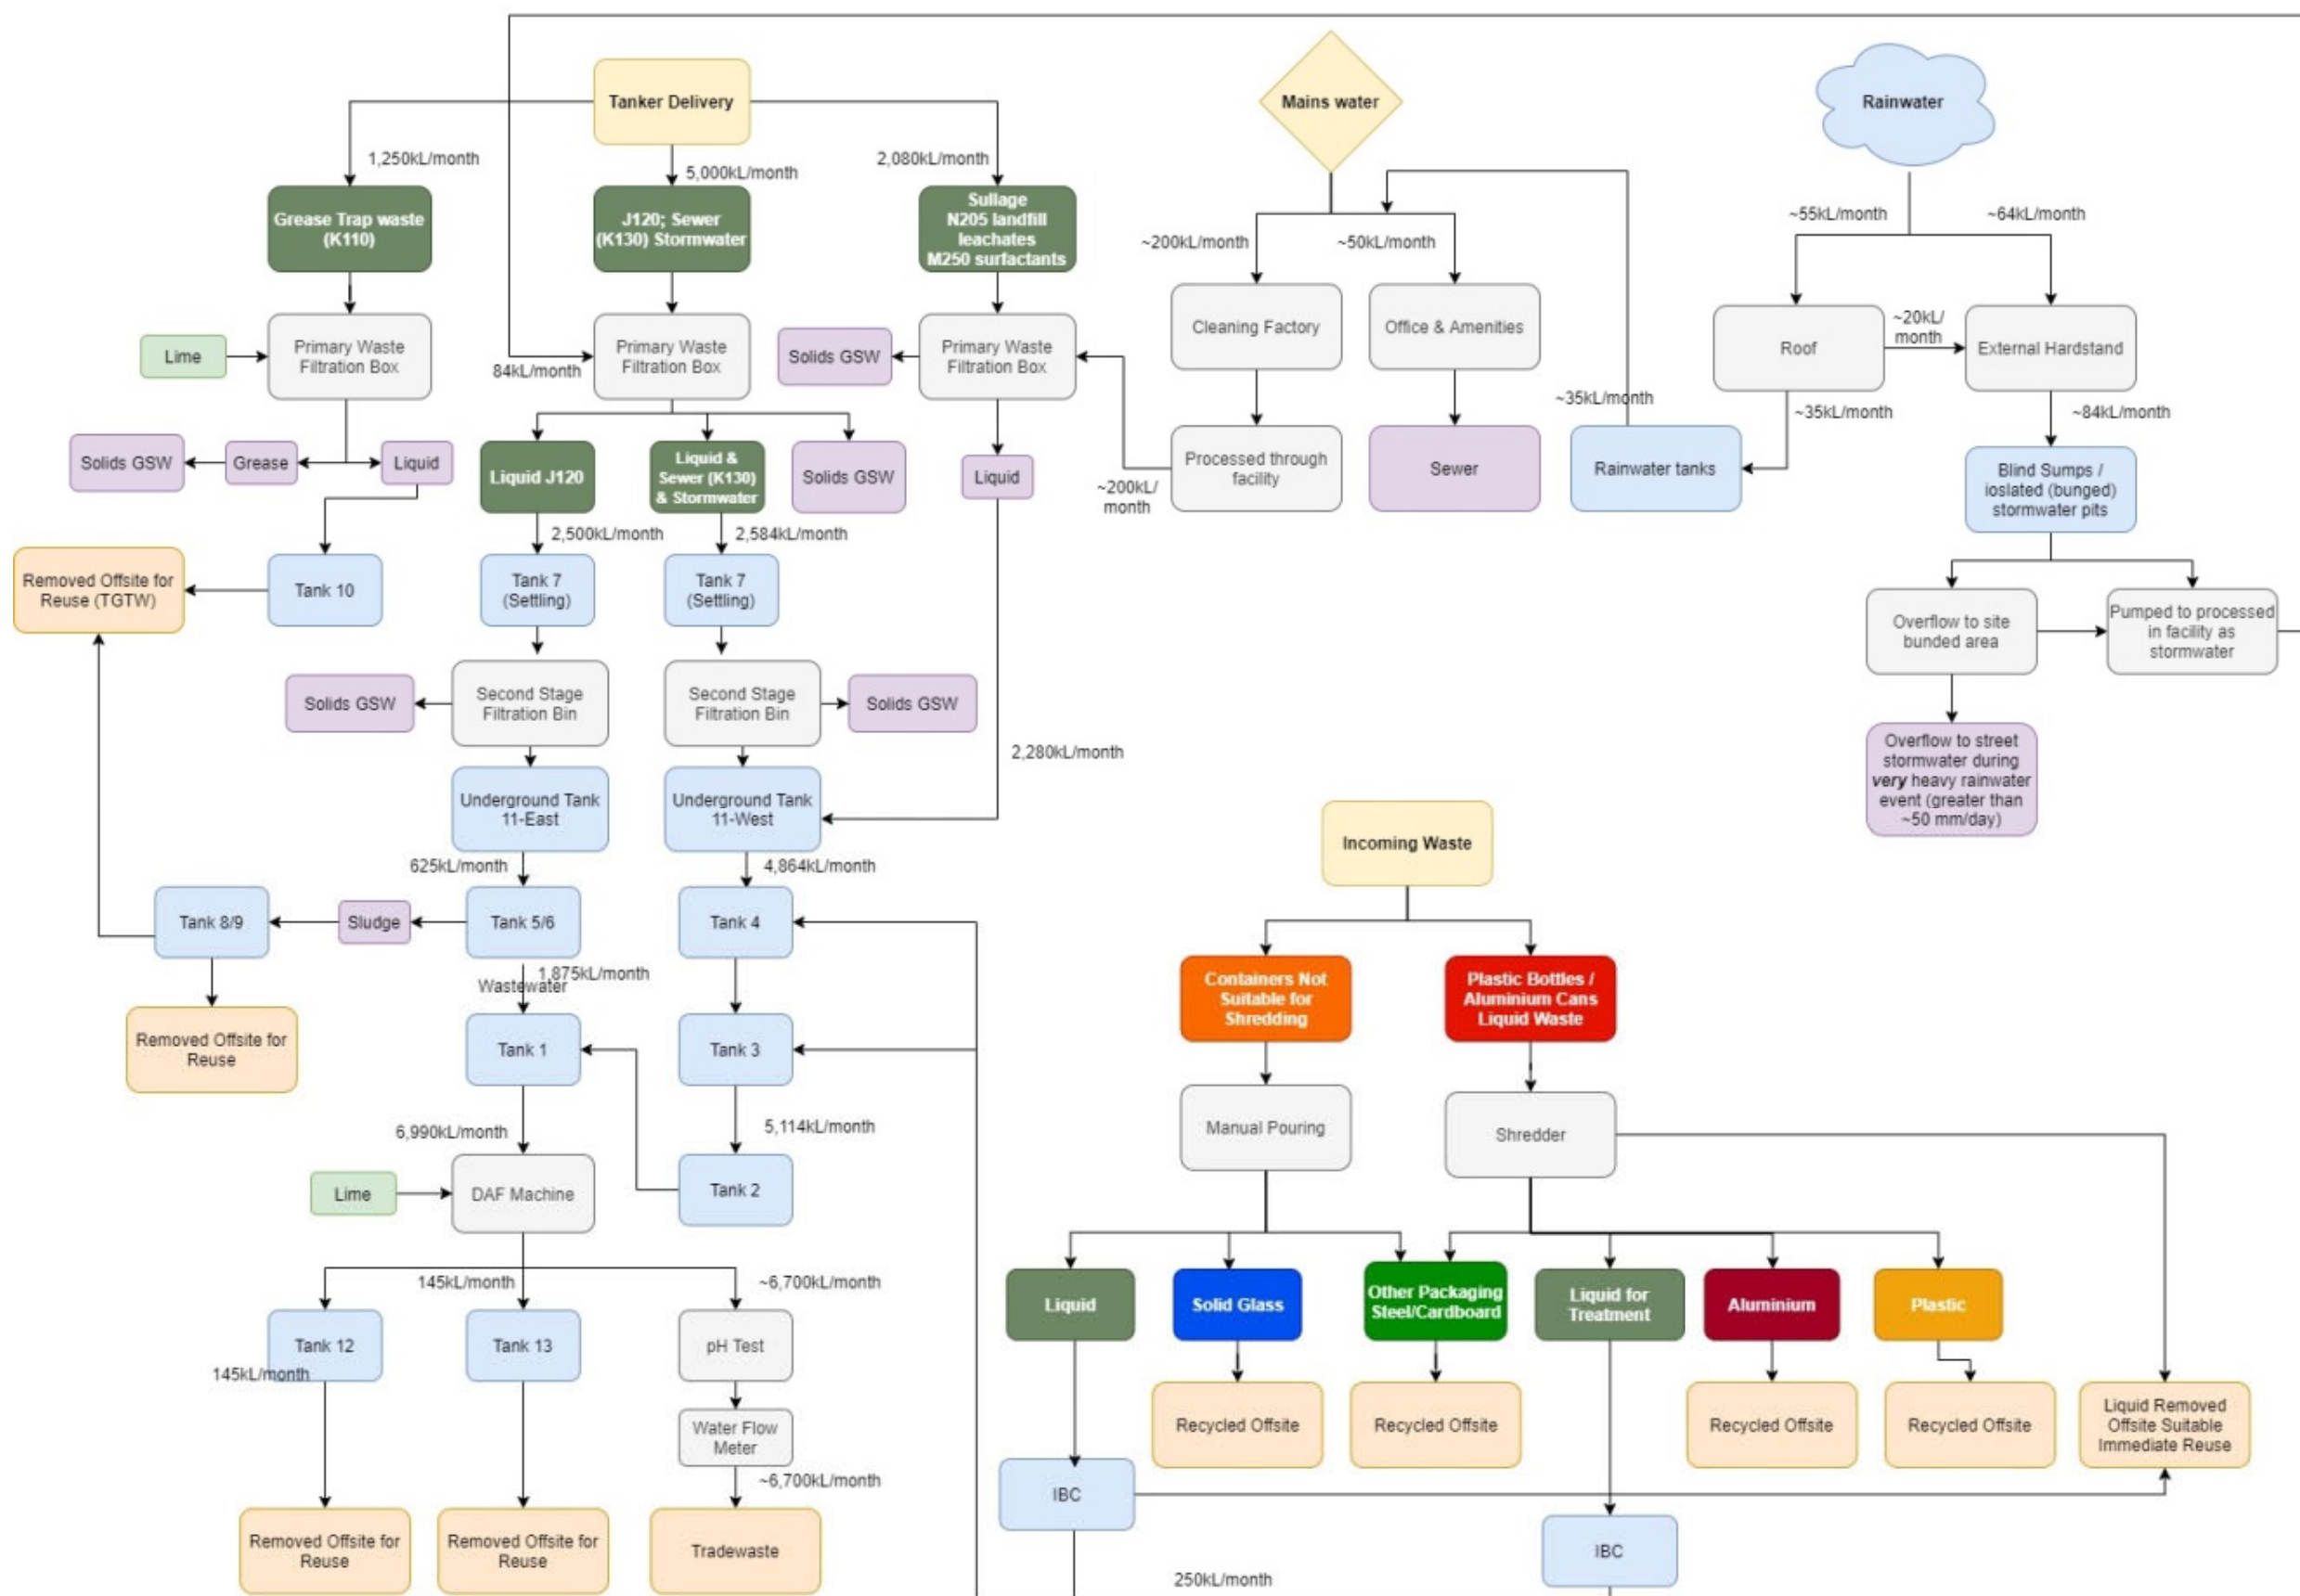 Tanker Delivery
Mains water
Rainwater
1,250kL/month
5,000kL/month
2,080kL/month
Grease Trap waste
(K110)
J120; Sewer
(K130) Stormwater
Sullage
N205 landfill
leachates
M250 surfactants
~200kL/month
~50kL/month
~55kL/month
~64kL/month
Lime
Primary Waste
Filtration Box
84kL/month
Primary Waste
Filtration Box
Solids GSW
Primary Waste
Filtration Box
Cleaning Factory
Office & Amenities
Roof
~20kL/
month
External Hardstand
~35kL/month
~35kL/month
~84kL/month
Solids GSW
Grease
Liquid
Liquid J120
Liquid &
Sewer (K130)
& Stormwater
Solids GSW
Liquid
~200kL/
month
Processed through
facility
Sewer
Rainwater tanks
Blind Sumps /
ioslated (bunged)
stormwater pits
2,500kL/month
2,584kL/month
Removed Offsite for
Reuse (TGTW)
Tank 10
Tank 7
(Settling)
Tank 7
(Settling)
Overflow to site
bunded area
Pumped to processed
in facility as
stormwater
Solids GSW
Second Stage
Filtration Bin
Second Stage
Filtration Bin
Solids GSW
2,280kL/month
Overflow to street
stormwater during
very heavy rainwater
event (greater than
~50 mm/day)
Underground Tank
11-East
Underground Tank
11-West
Incoming Waste
625kL/month
4,864kL/month
Tank 8/9
Sludge
Tank 5/6
Tank 4
1,875kL/month
Wastewater
Containers Not
Suitable for
Shredding
Plastic Bottles /
Aluminium Cans
Liquid Waste
Removed Offsite for
Reuse
Tank 1
Tank 3
6,990kL/month
5,114kL/month
Manual Pouring
Shredder
Lime
DAF Machine
Tank 2
145kL/month
~6,700kL/month
Liquid
Solid Glass
Other Packaging
Steel/Cardboard
Liquid for
Treatment
Aluminium
Plastic
Tank 12
145kL/month
Tank 13
pH Test
Water Flow
Meter
~6,700kL/month
Recycled Offsite
Recycled Offsite
Recycled Offsite
Recycled Offsite
Liquid Removed
Offsite Suitable
Immediate Reuse
IBC
Removed Offsite for
Reuse
Removed Offsite for
Reuse
Tradewaste
IBC
250kL/month